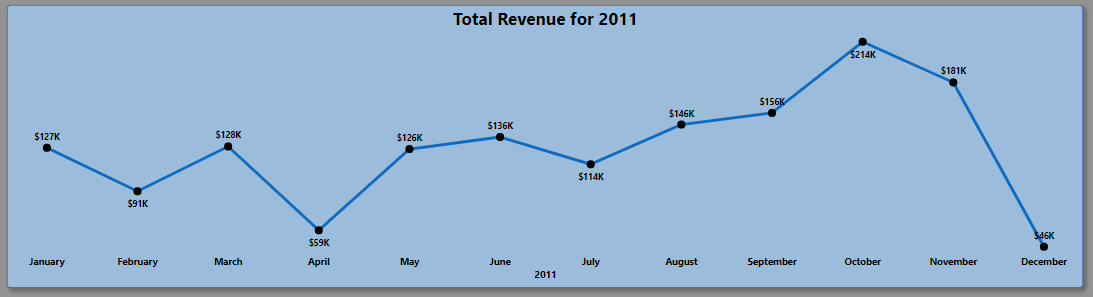 Total Revenue for 2011
$127K
$91K
$128K
$59K
$126K
$136K
$114K
$146K
$156K
$214K
$181K
$46K
January February March April May June July August September October November December
2011